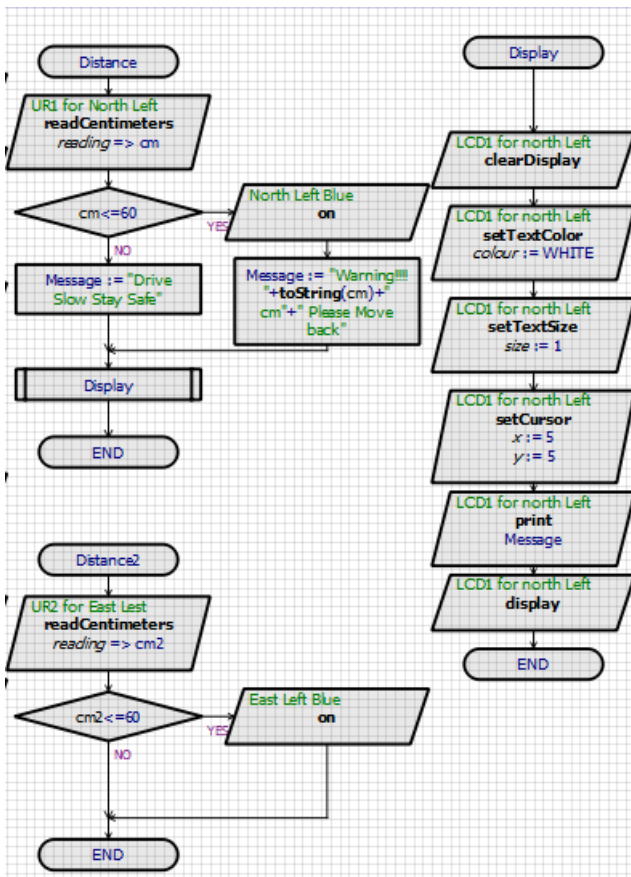 Distance
UR1 for North Left
readCentimeters
reading => cm
cm<=60
YES
NO
North Left Blue
on
Message := "Drive
Slow Stay Safe"
Message := "Warning!!!!
"+toString(cm)+"
cm"+" Please Move
back"
Display
END
Distance2
UR2 for East Lest
readCentimeters
reading => cm2
cm2<=60
YES
NO
East Left Blue
on
END
Display
LCD1 for north Left
clearDisplay
LCD1 for north Left
setTextColor
colour := WHITE
LCD1 for north Left
setTextSize
size := 1
LCD1 for north Left
setCursor
x := 5
y := 5
LCD1 for north Left
print
Message
LCD1 for north Left
display
END